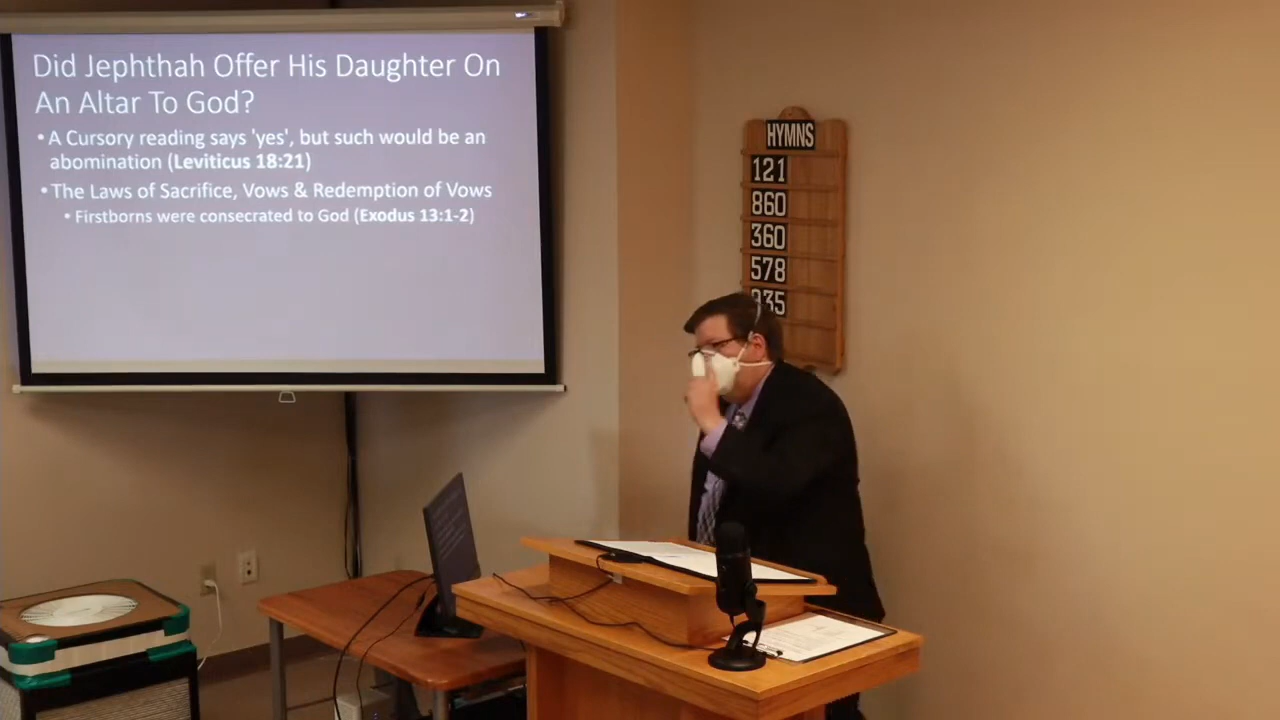 Did Jephthah Offer His Daughter On
An Altar To God?
• A Cursory reading says 'yes', but such would be an
abomination (Leviticus 18:21)
• The Laws of Sacrifice, Vows & Redemption of Vows
• Firstborns were consecrated to God (Exodus 13:1-2)
HYMNS
121
860
360
578